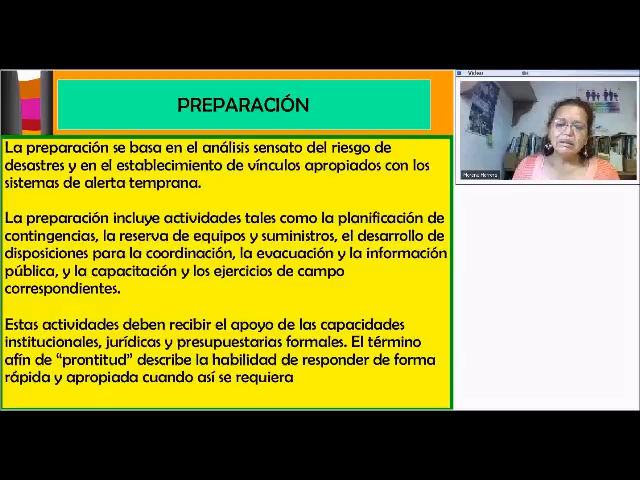 PREPARACIÓN
La preparación se basa en el análisis sensato del riesgo de
desastres y en el establecimiento de vínculos apropiados con los
sistemas de alerta temprana.
La preparación incluye actividades tales como la planificación de
contingencias, la reserva de equipos y suministros, el desarrollo de
disposiciones para la coordinación, la evacuación y la información
pública, y la capacitación y los ejercicios de campo
correspondientes.
Estas actividades deben recibir el apoyo de las capacidades
institucionales, jurídicas y presupuestarias formales. El término
afín de “prontitud” describe la habilidad de responder de forma
rápida y apropiada cuando así se requiera
Video
Morena Herrera